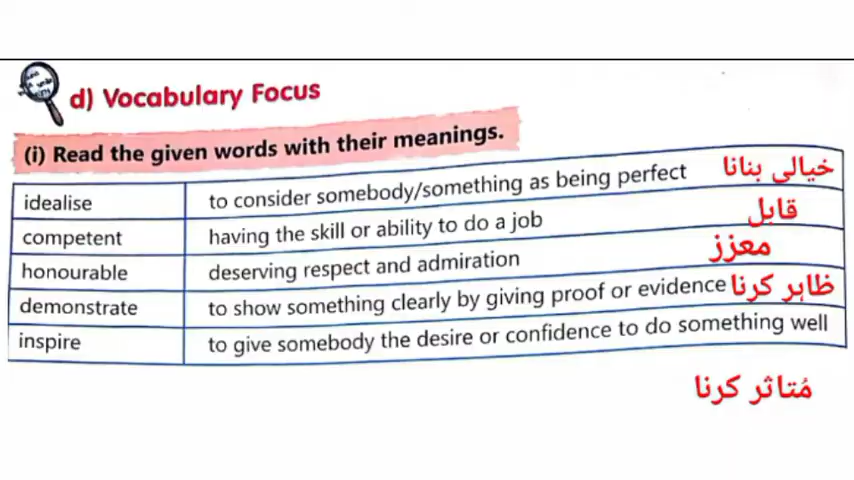 d) Vocabulary Focus
(i) Read the given words with their meanings.
idealise to consider somebody/something as being perfect خیالی بنانا
competent having the skill or ability to do a job قابل
honourable deserving respect and admiration معزز
demonstrate to show something clearly by giving proof or evidence ظاہر کرنا
inspire to give somebody the desire or confidence to do something well
مُتاثر کرنا